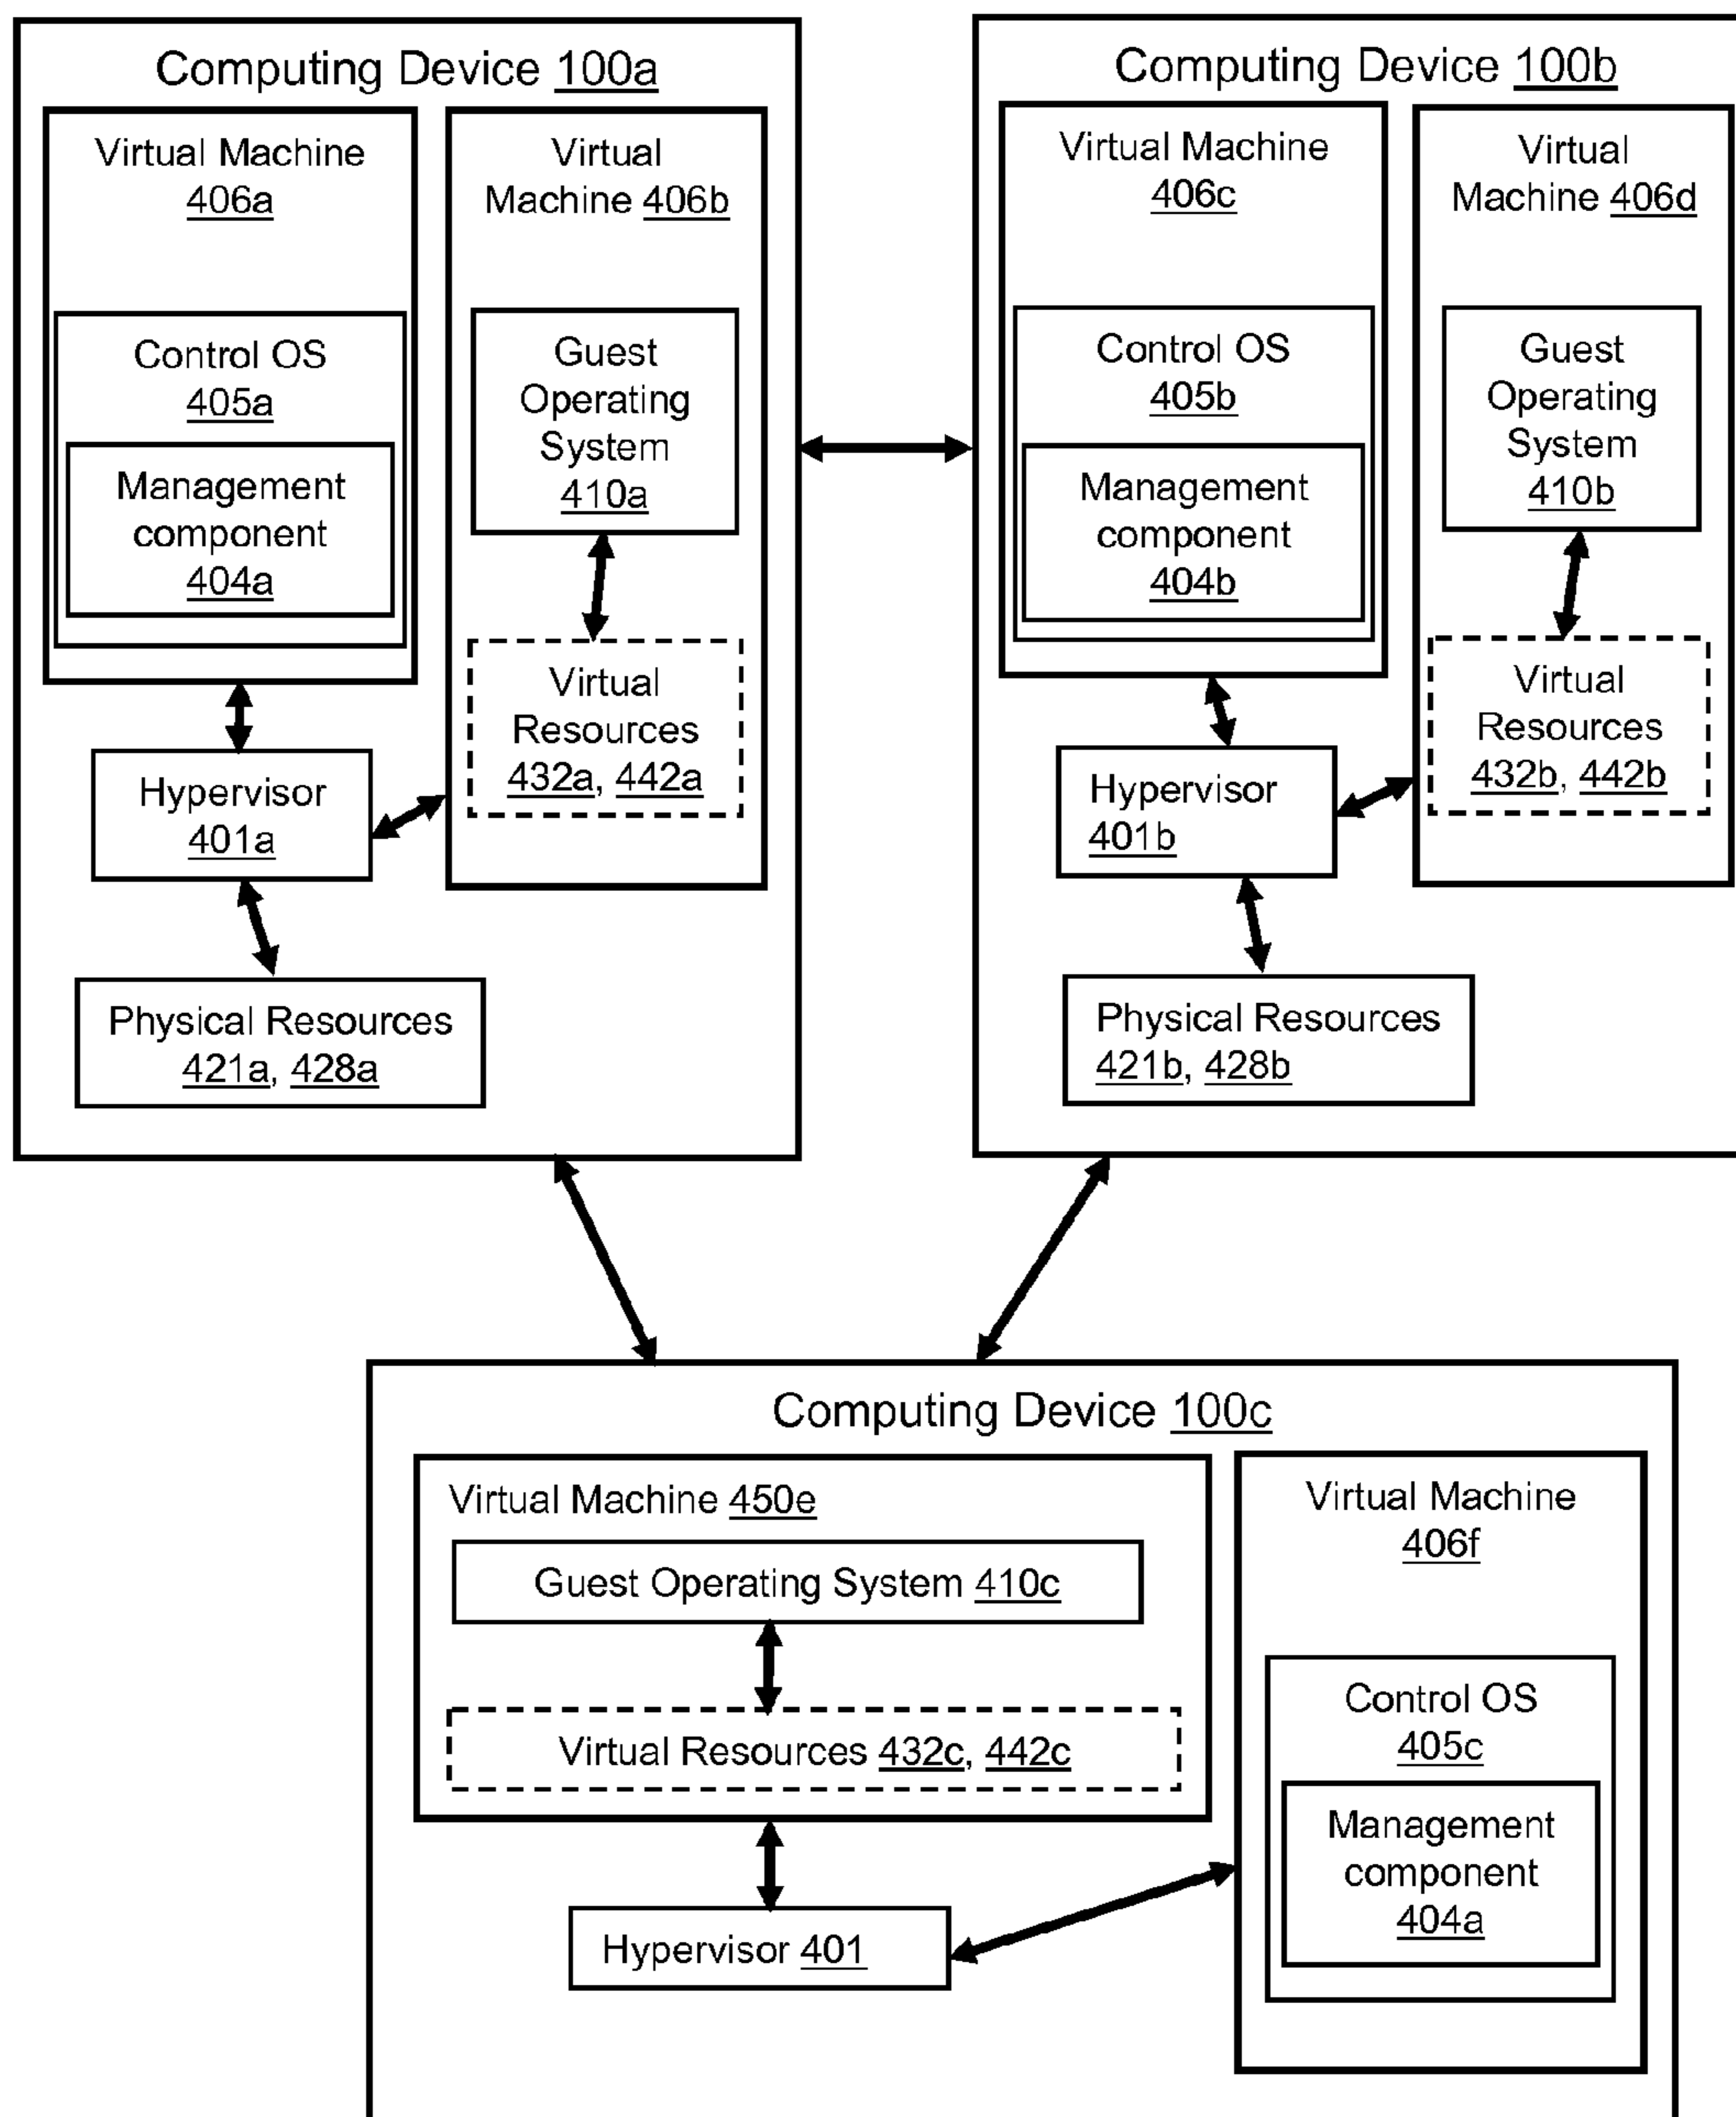 Computing Device 100a
Virtual Machine
406a
Control OS
405a
Management
component
404a
Virtual
Machine 406b
Guest
Operating
System
410a
Virtual
Resources
432a, 442a
Hypervisor
401a
Physical Resources
421a, 428a
Computing Device 100b
Virtual Machine
406c
Control OS
405b
Management
component
404b
Virtual
Machine 406d
Guest
Operating
System
410b
Virtual
Resources
432b, 442b
Hypervisor
401b
Physical Resources
421b, 428b
Computing Device 100c
Virtual Machine 450e
Guest Operating System 410c
Virtual Resources 432c, 442c
Hypervisor 401
Virtual Machine
406f
Control OS
405c
Management
component
404a